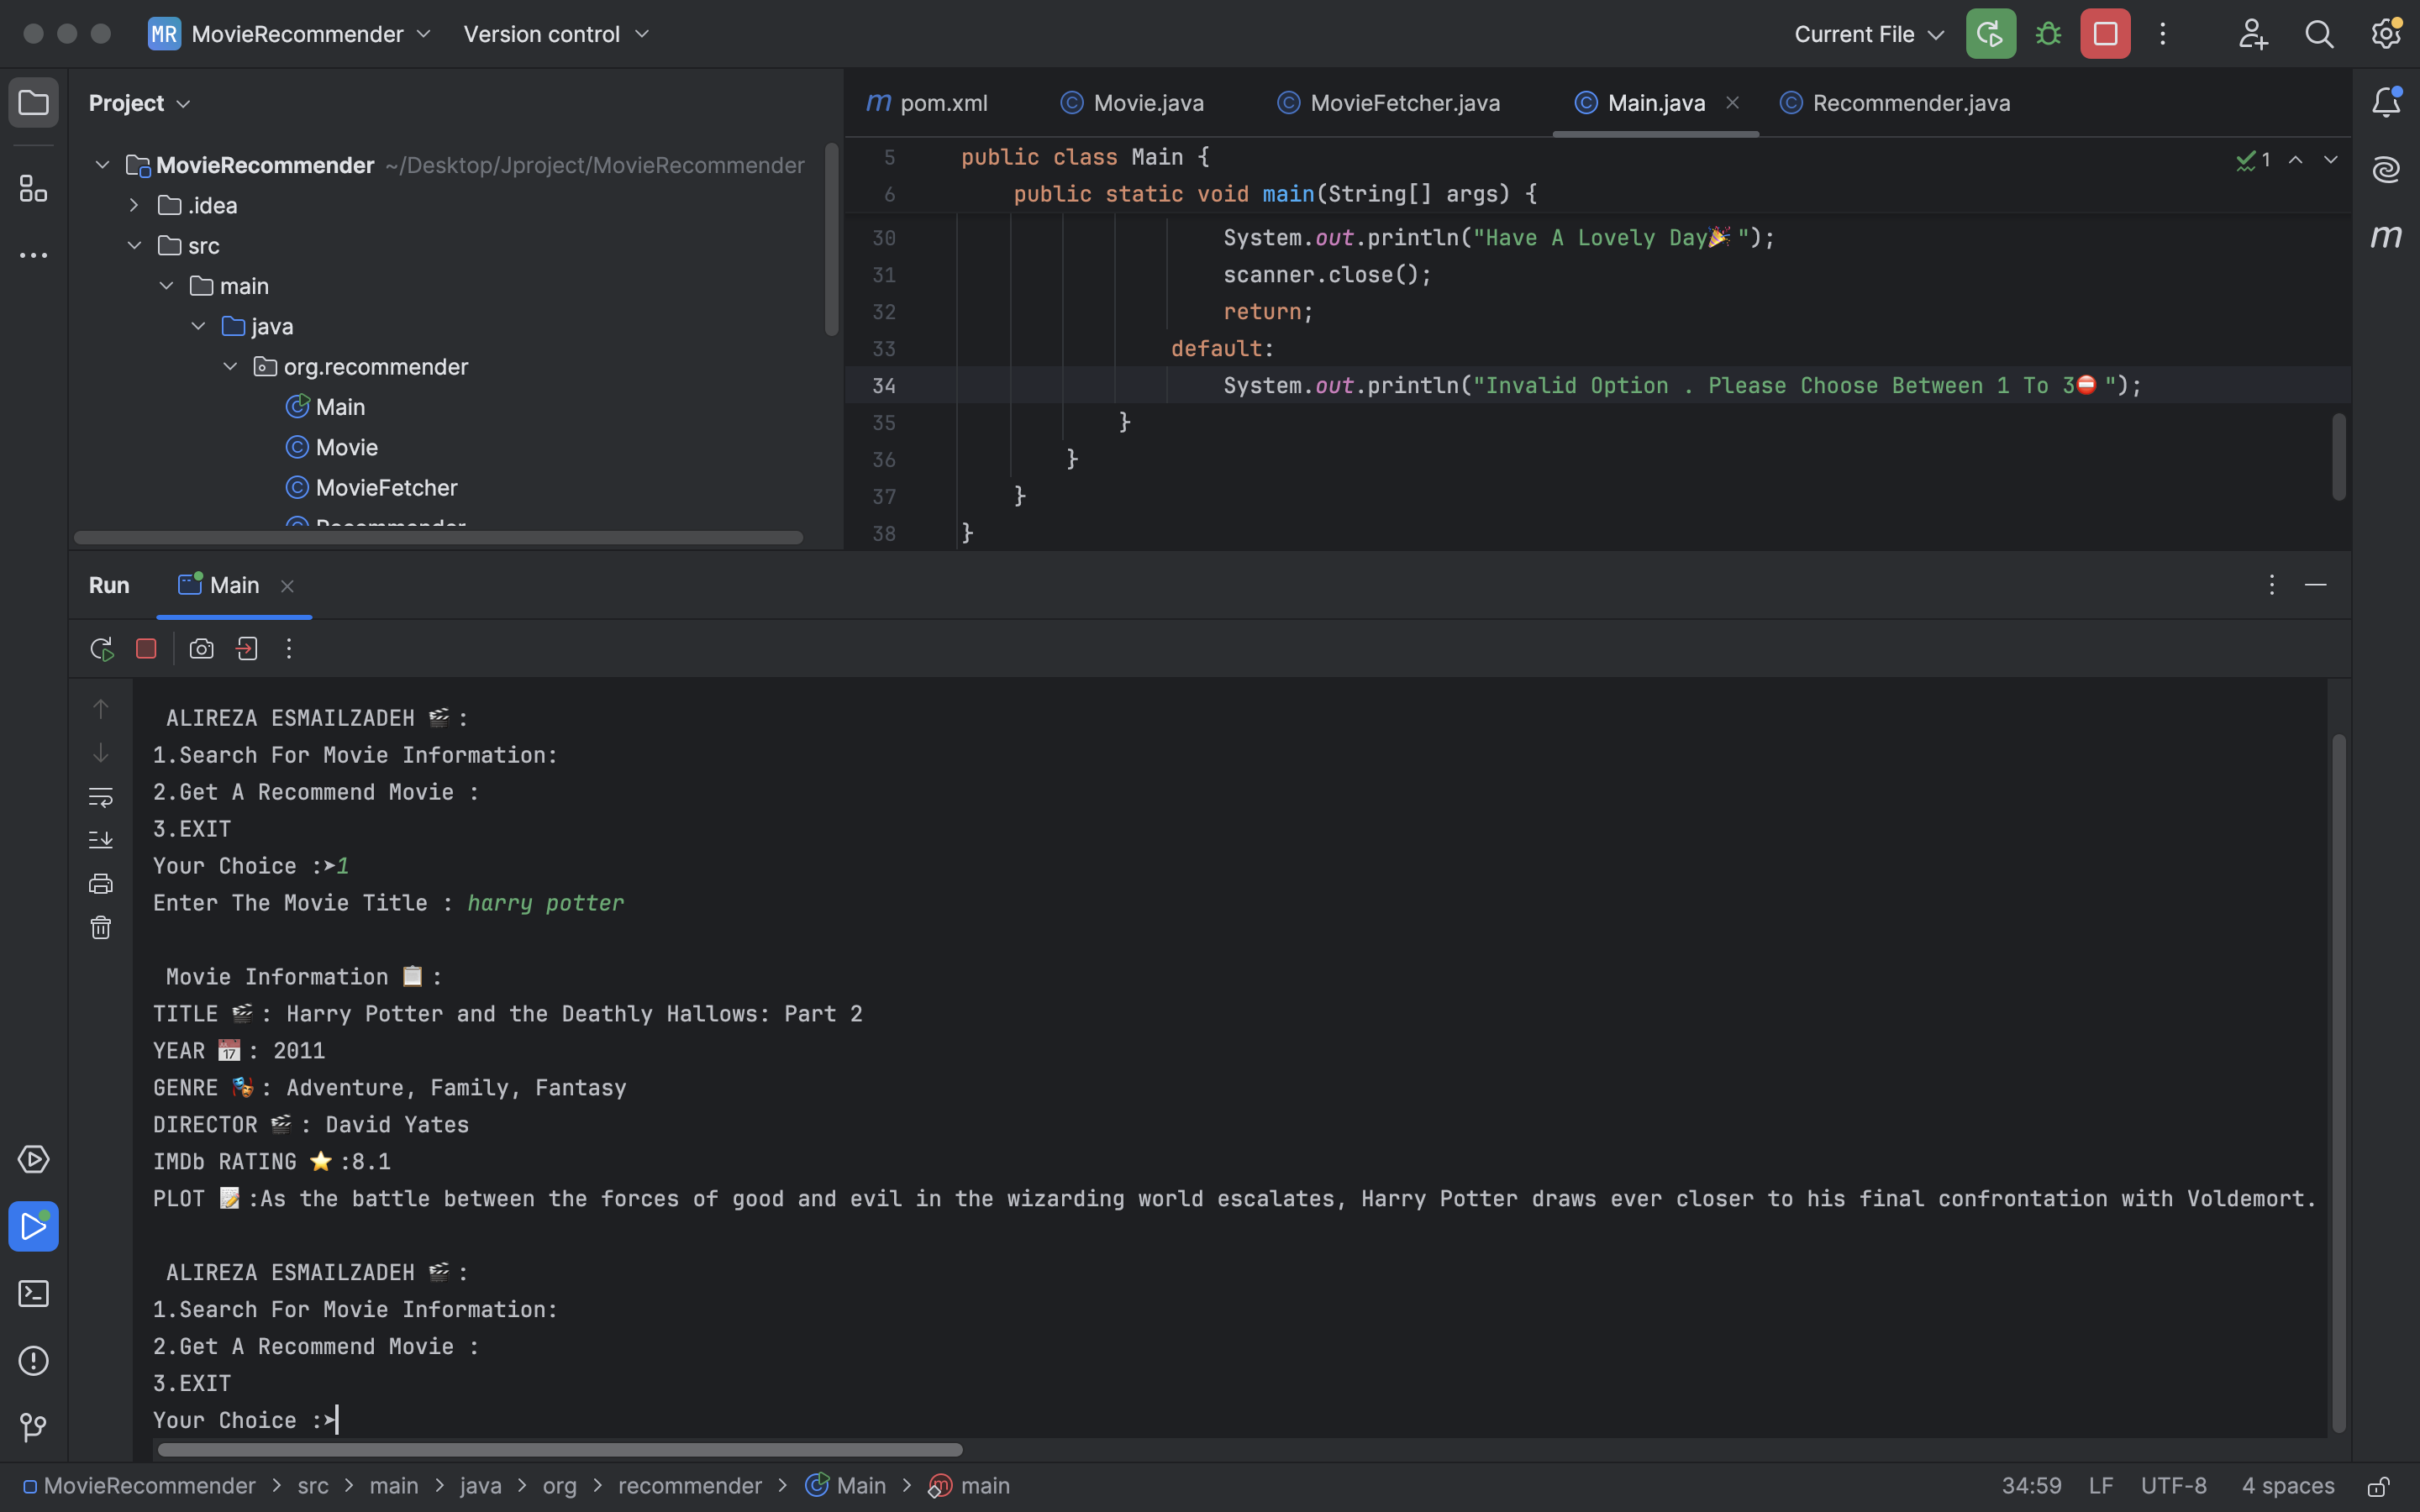 MR MovieRecommender Version control Current File
Project
MovieRecommender ~/Desktop/Jproject/MovieRecommender
.idea
src
main
java
org.recommender
Main
Movie
MovieFetcher
Recommender
m pom.xml Movie.java MovieFetcher.java Main.java Recommender.java
5 public class Main { 1
6 public static void main(String[] args) {
30 System.out.println("Have A Lovely Day🎉");
31 scanner.close();
32 return;
33 default:
34 System.out.println("Invalid Option . Please Choose Between 1 To 3⛔");
35 }
36 }
37 }
38 }
Run Main
ALIREZA ESMAILZADEH 🎬:
1.Search For Movie Information:
2.Get A Recommend Movie :
3.EXIT
Your Choice :➤1
Enter The Movie Title : harry potter
Movie Information 📋:
TITLE 🎬: Harry Potter and the Deathly Hallows: Part 2
YEAR 📅: 2011
GENRE 🎭: Adventure, Family, Fantasy
DIRECTOR 🎬: David Yates
IMDb RATING ⭐:8.1
PLOT 📝:As the battle between the forces of good and evil in the wizarding world escalates, Harry Potter draws ever closer to his final confrontation with Voldemort.
ALIREZA ESMAILZADEH 🎬:
1.Search For Movie Information:
2.Get A Recommend Movie :
3.EXIT
Your Choice :➤
MovieRecommender > src > main > java > org > recommender > Main > main 34:59 LF UTF-8 4 spaces